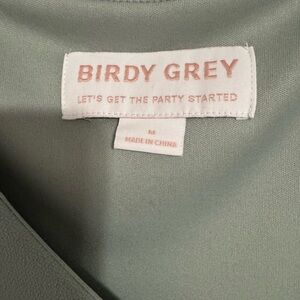 BIRDY GREY
LET'S GET THE PARTY STARTED
M
MADE IN CHINA